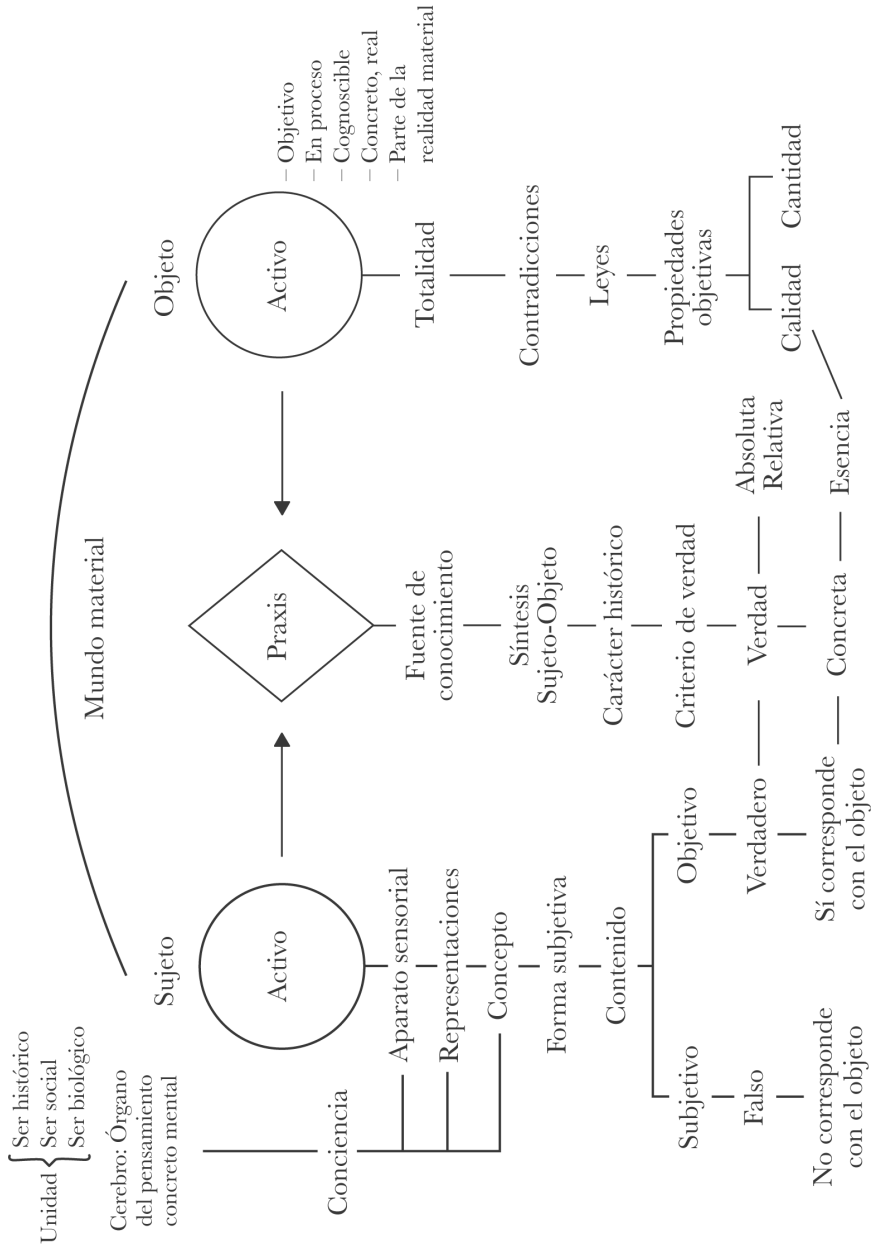 Mundo material
Unidad
Ser histórico
Ser social
Ser biológico
Cerebro: Órgano
del pensamiento
concreto mental
Conciencia
Sujeto
Activo
Aparato sensorial
Representaciones
Concepto
Forma subjetiva
Contenido
Subjetivo
Falso
No corresponde
con el objeto
Objetivo
Verdadero
Sí corresponde
con el objeto
Praxis
Fuente de
conocimiento
Síntesis
Sujeto-Objeto
Carácter histórico
Criterio de verdad
Verdad
Absoluta
Relativa
Concreta
Esencia
Objeto
Activo
– Objetivo
– En proceso
– Cognoscible
– Concreto, real
– Parte de la
realidad material
Totalidad
Contradicciones
Leyes
Propiedades
objetivas
Calidad
Cantidad